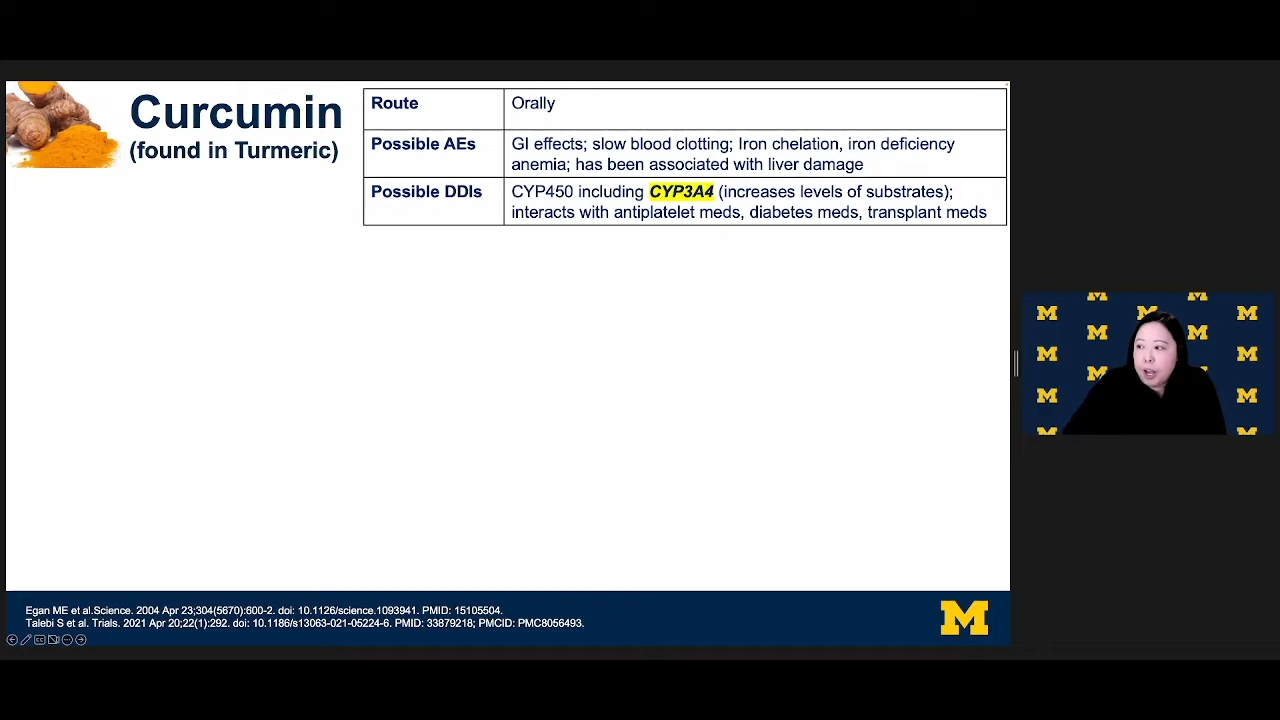 Curcumin
(found in Turmeric)
Route
Orally
Possible AEs
GI effects; slow blood clotting; Iron chelation, iron deficiency
anemia; has been associated with liver damage
Possible DDIs
CYP450 including CYP3A4 (increases levels of substrates);
interacts with antiplatelet meds, diabetes meds, transplant meds
M M M
M M M M
M M M
M M
M M
Egan ME et al.Science. 2004 Apr 23;304(5670):600-2. doi: 10.1126/science.1093941. PMID: 15105504.
Talebi S et al. Trials. 2021 Apr 20;22(1):292. doi: 10.1186/s13063-021-05224-6. PMID: 33879218; PMCID: PMC8056493.
M